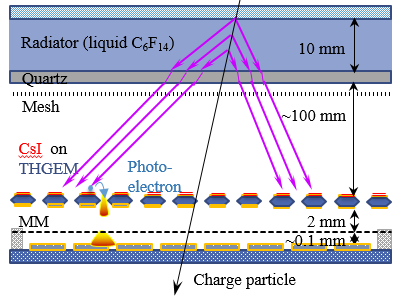 Radiator (liquid C₆F₁₄)
10 mm
Quartz
Mesh
~100 mm
CsI on
THGEM
Photo-
electron
MM
2 mm
~0.1 mm
Charge particle